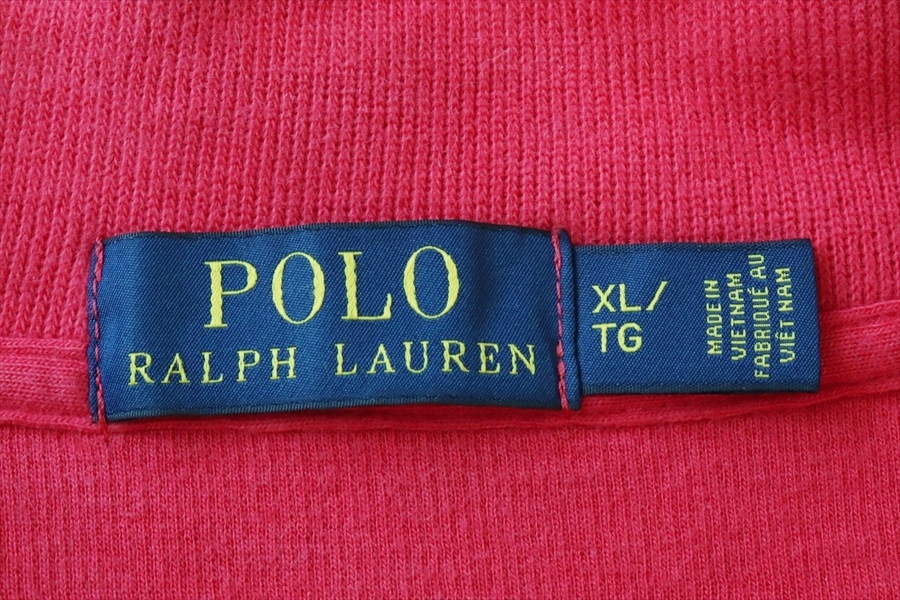 POLO
RALPH LAUREN
XL/
TG
MADE IN
VIETNAM
FABRIQUÉ AU
VIÊT NAM